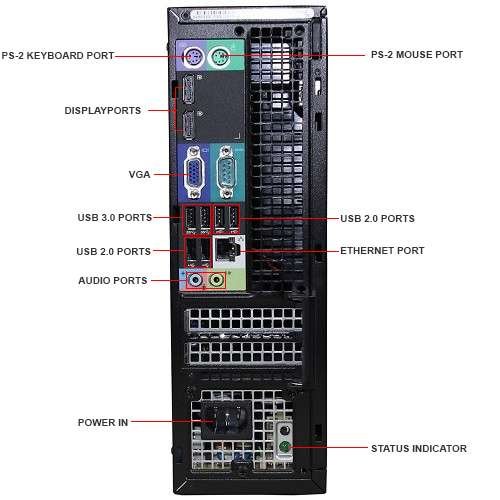 PS-2 KEYBOARD PORT
PS-2 MOUSE PORT
DISPLAYPORTS
VGA
USB 3.0 PORTS
USB 2.0 PORTS
USB 2.0 PORTS
ETHERNET PORT
AUDIO PORTS
POWER IN
STATUS INDICATOR